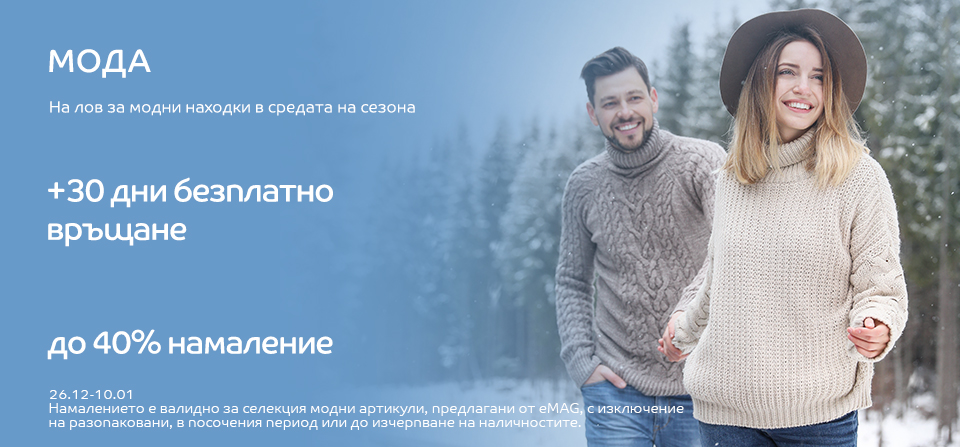 МОДА
На лов за модни находки в средата на сезона
+30 дни безплатно
връщане
до 40% намаление
26.12-10.01
Намалението е валидно за селекция модни артикули, предлагани от eMAG, с изключение
на разопаковани, в посочения период или до изчерпване на наличностите.